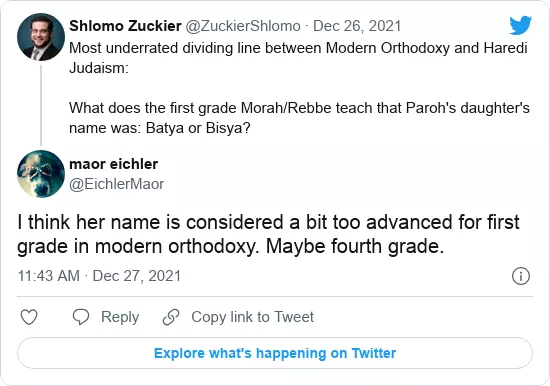 Shlomo Zuckier @ZuckierShlomo · Dec 26, 2021
Most underrated dividing line between Modern Orthodoxy and Haredi
Judaism:
What does the first grade Morah/Rebbe teach that Paroh's daughter's
name was: Batya or Bisya?
maor eichler
@EichlerMaor
I think her name is considered a bit too advanced for first
grade in modern orthodoxy. Maybe fourth grade.
11:43 AM · Dec 27, 2021
Reply Copy link to Tweet
Explore what's happening on Twitter